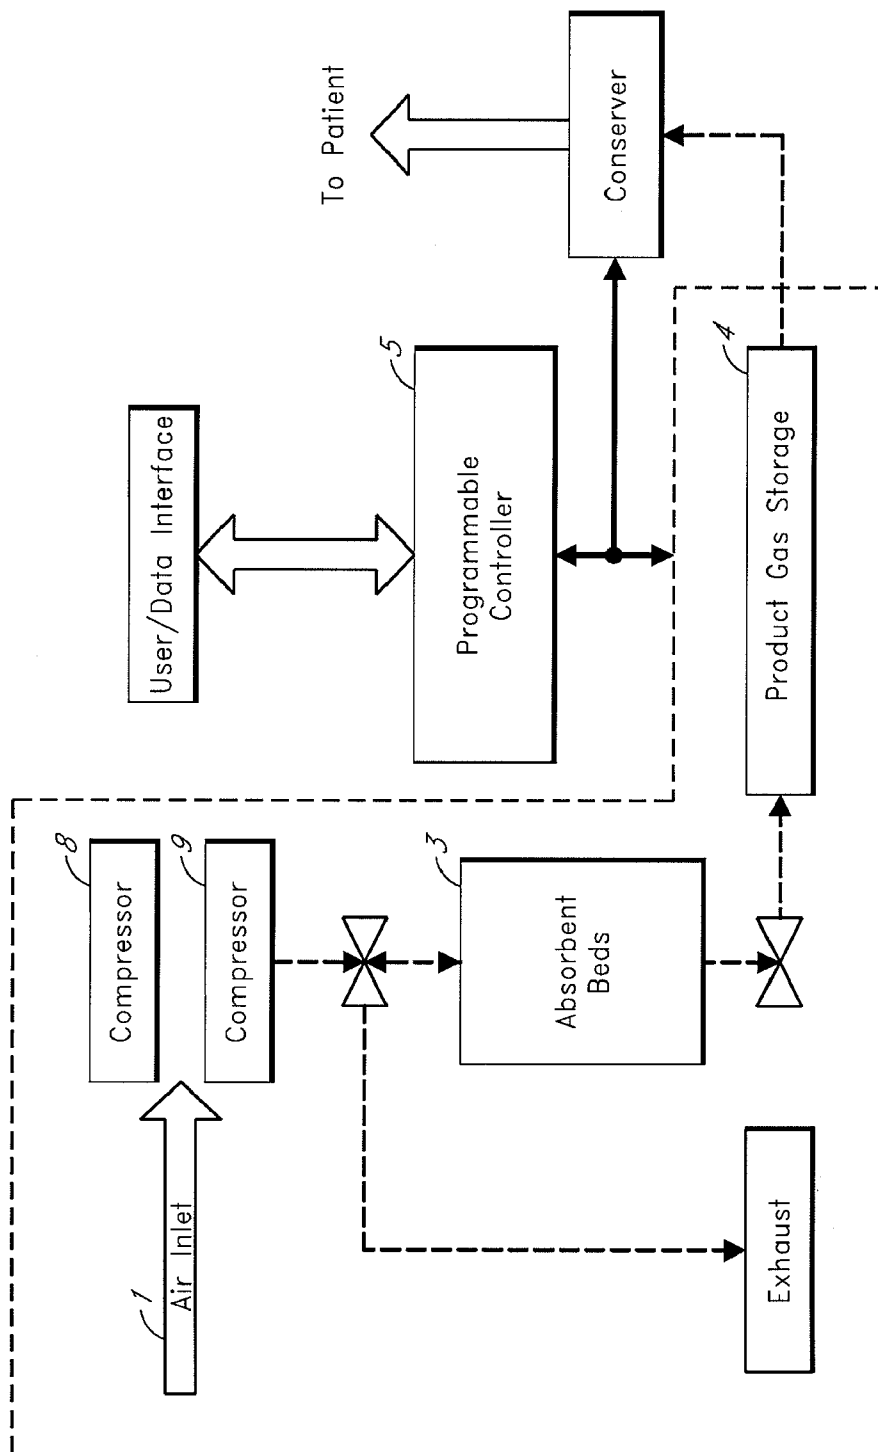 1
Air Inlet
8
Compressor
9
Compressor
User/Data Interface
To Patient
5
Programmable
Controller
Conserver
3
Absorbent
Beds
Exhaust
4
Product Gas Storage